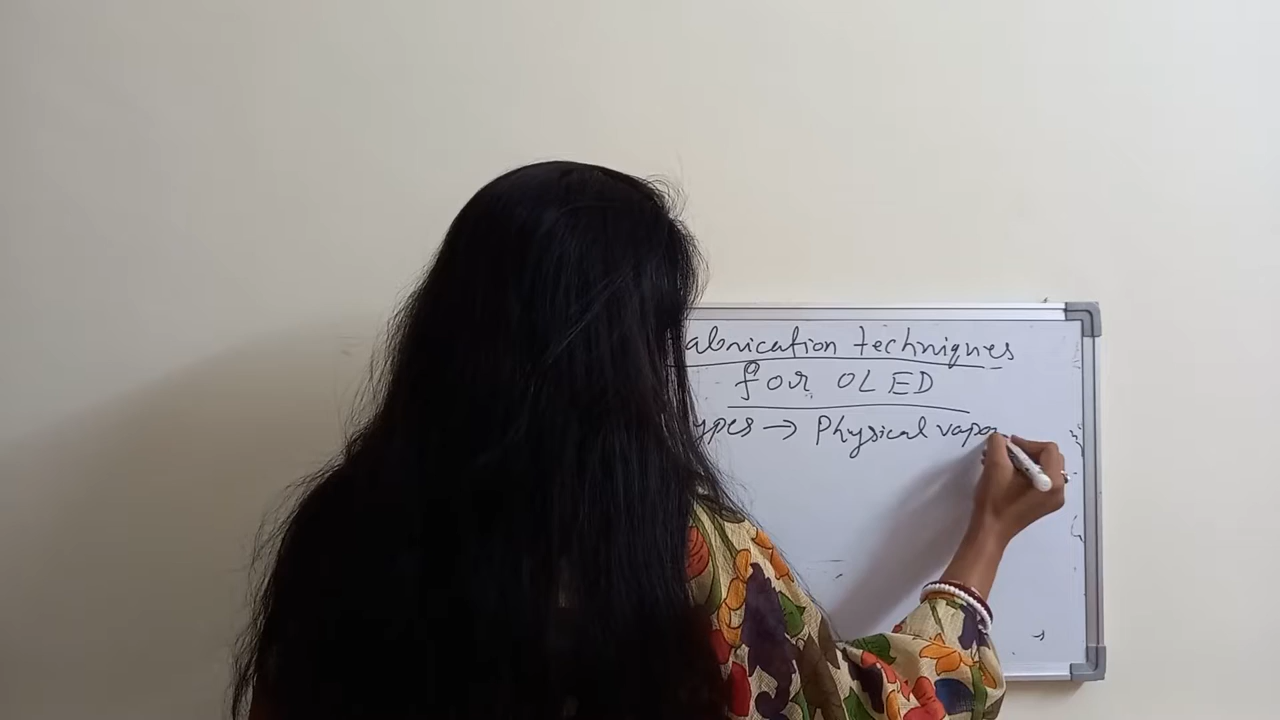 abrication techniques
for OLED
ypes → Physical vapo